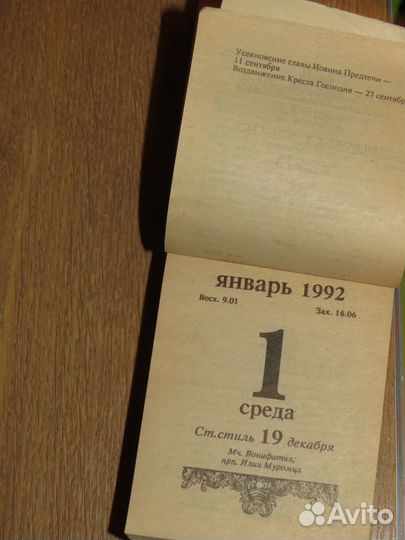 Усекновение главы Иоанна Предтечи —
11 сентября
Воздвижение Креста Господня — 27 сентябр
январь 1992
Восх. 9.01 Зах. 16.06
1
среда
Ст.стиль 19 декабря
Мч. Вонифатия;
прп. Илии Муромца
Avito